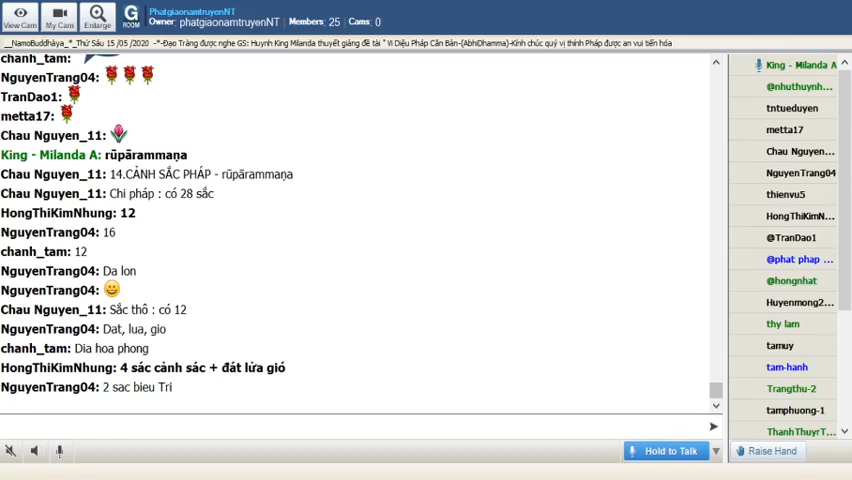 View Cam
My Cam
Enlarge
G
ROOM
PhatgiaonamtruyenNT
Owner: phatgiaonamtruyenNT Members: 25 Cams: 0
__NamoBuddhàya_*_Thứ Sáu 15 /05 /2020 -*-Đạo Tràng được nghe GS: Huynh King Milanda thuyết giảng đề tài " Vi Diệu Pháp Căn Bản-(AbhiDhamma)-Kính chúc quý vị thính Pháp được an vui tiến hóa
chanh_tam:
NguyenTrang04:
TranDao1:
metta17:
Chau Nguyen_11:
King - Milanda A: rūpārammaṇa
Chau Nguyen_11: 14.CẢNH SẮC PHÁP - rūpārammaṇa
Chau Nguyen_11: Chi pháp : có 28 sắc
HongThiKimNhung: 12
NguyenTrang04: 16
chanh_tam: 12
NguyenTrang04: Da lon
NguyenTrang04:
Chau Nguyen_11: Sắc thô : có 12
NguyenTrang04: Dat, lua, gio
chanh_tam: Dia hoa phong
HongThiKimNhung: 4 sác cảnh sác + đát lửa gió
NguyenTrang04: 2 sac bieu Tri
King - Milanda A
@nhuthuynh...
tntueduyen
metta17
Chau Nguyen...
NguyenTrang04
thienvu5
HongThiKimN...
@TranDao1
@phat phap ...
@hongnhat
Huyenmong2...
thy lam
tamuy
tam-hanh
Trangthu-2
tamphuong-1
ThanhThuyrT...
Hold to Talk
Raise Hand